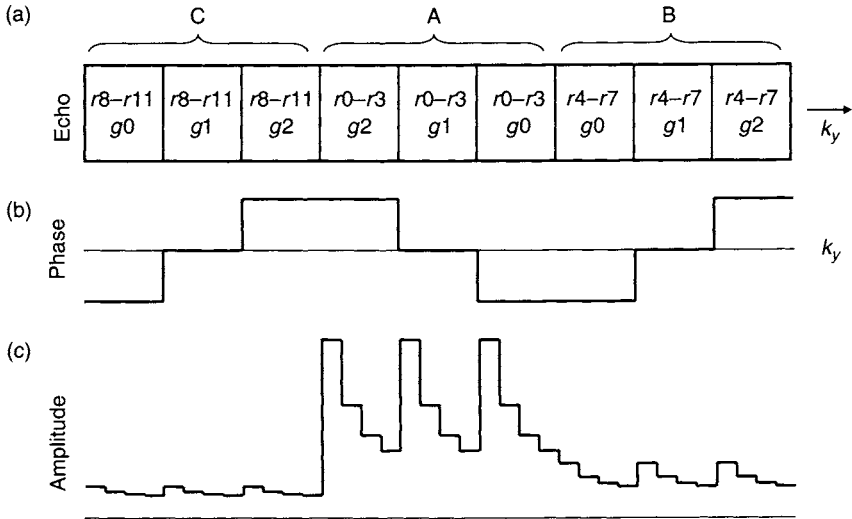 (a)
C A B
Echo
r8–r11 r8–r11 r8–r11 r0–r3 r0–r3 r0–r3 r4–r7 r4–r7 r4–r7
g0 g1 g2 g2 g1 g0 g0 g1 g2
ky
(b)
Phase
ky
(c)
Amplitude